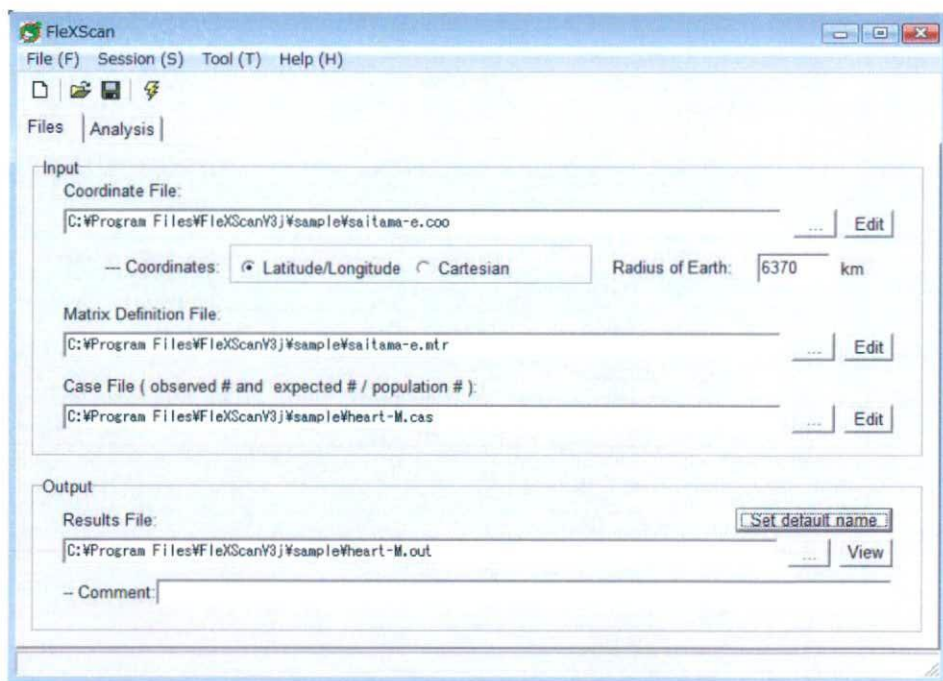 FleXScan
File (F) Session (S) Tool (T) Help (H)
Files Analysis
Input
Coordinate File:
C:¥Program Files¥FleXScanV3j¥sample¥saitama-e.coo ... Edit
--- Coordinates: Latitude/Longitude Cartesian Radius of Earth: 6370 km
Matrix Definition File:
C:¥Program Files¥FleXScanV3j¥sample¥saitama-e.mtr ... Edit
Case File ( observed # and expected # / population # ):
C:¥Program Files¥FleXScanV3j¥sample¥heart-M.cas ... Edit
Output
Results File: Set default name
C:¥Program Files¥FleXScanV3j¥sample¥heart-M.out ... View
-- Comment: